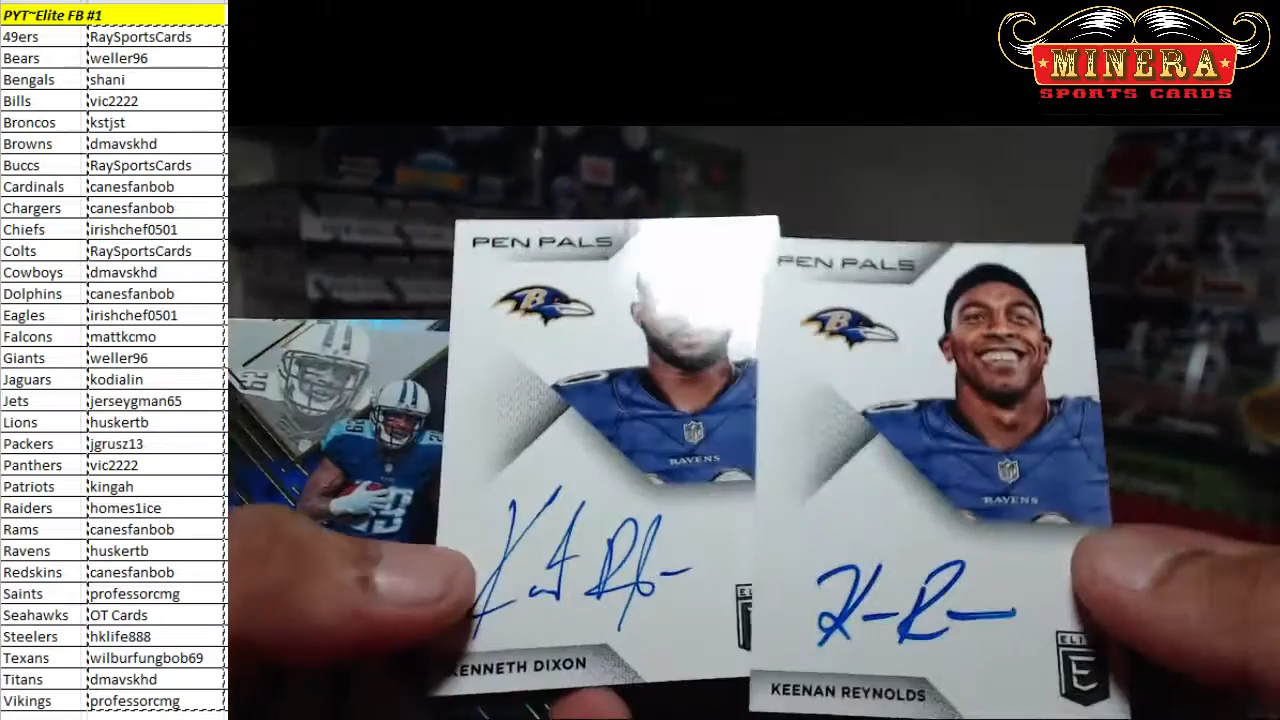 PYT~Elite FB #1
49ers RaySportsCards
Bears weller96
Bengals shani
Bills vic2222
Broncos kstjst
Browns dmavskhd
Buccs RaySportsCards
Cardinals canesfanbob
Chargers canesfanbob
Chiefs irishchef0501
Colts RaySportsCards
Cowboys dmavskhd
Dolphins canesfanbob
Eagles irishchef0501
Falcons mattkcmo
Giants weller96
Jaguars kodialin
Jets jerseygman65
Lions huskertb
Packers jgrusz13
Panthers vic2222
Patriots kingah
Raiders homes1ice
Rams canesfanbob
Ravens huskertb
Redskins canesfanbob
Saints professorcmg
Seahawks OT Cards
Steelers hklife888
Texans wilburfungbob69
Titans dmavskhd
Vikings professorcmg
MINERA
SPORTS CARDS
PEN PALS
B
RAVENS
KENNETH DIXON
PEN PALS
B
RAVENS
ELITE
E
KEENAN REYNOLDS